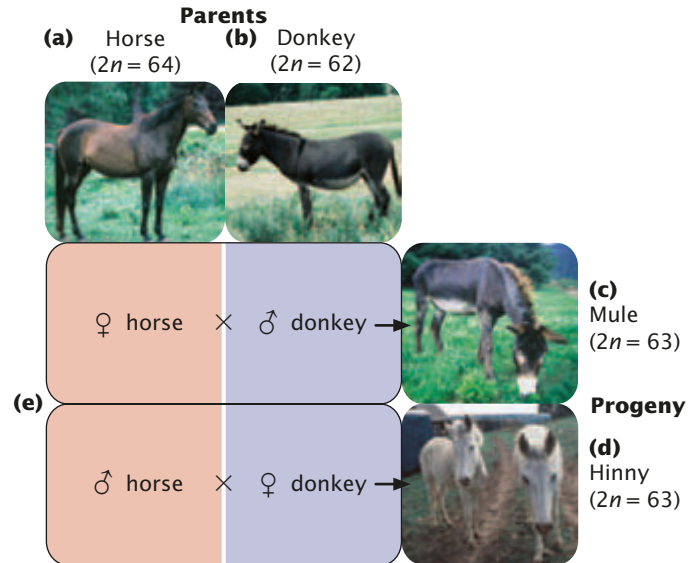 Parents
(a) Horse
(2n = 64)
(b) Donkey
(2n = 62)
♀ horse × ♂ donkey
(c)
Mule
(2n = 63)
(e)
Progeny
♂ horse × ♀ donkey
(d)
Hinny
(2n = 63)